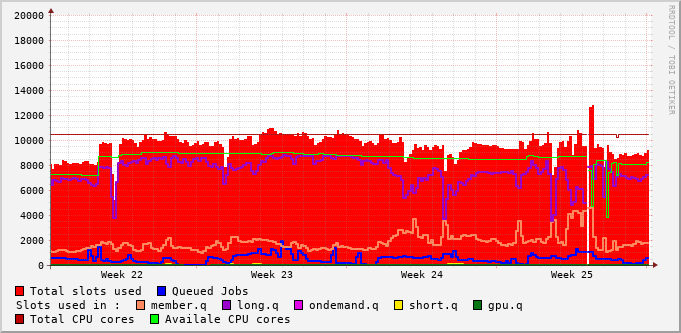 20000
18000
16000
14000
12000
10000
8000
6000
4000
2000
0
Week 22 Week 23 Week 24 Week 25
RRDTOOL / TOBI OETIKER
Total slots used Queued Jobs
Slots used in : member.q long.q ondemand.q short.q gpu.q
Total CPU cores Availale CPU cores